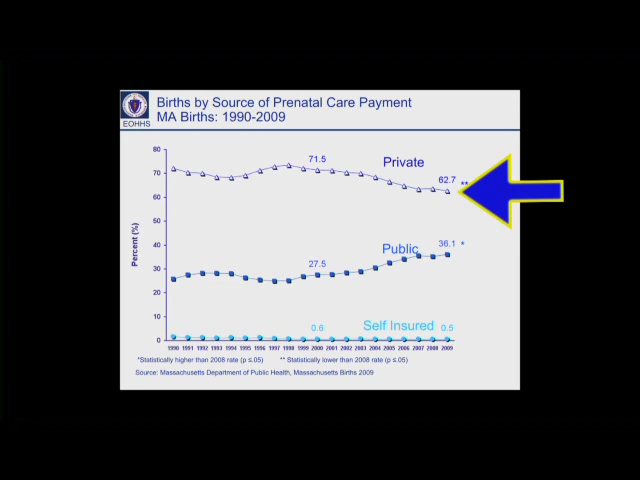 Births by Source of Prenatal Care Payment
MA Births: 1990-2009
EOHHS
80
70
60
50
40
30
20
10
0
Percent (%)
71.5
Private
62.7 **
Public
27.5
36.1 *
0.6
Self Insured
0.5
1990 1991 1992 1993 1994 1995 1996 1997 1998 1999 2000 2001 2002 2003 2004 2005 2006 2007 2008 2009
*Statistically higher than 2008 rate (p ≤.05) ** Statistically lower than 2008 rate (p ≤.05)
Source: Massachusetts Department of Public Health, Massachusetts Births 2009